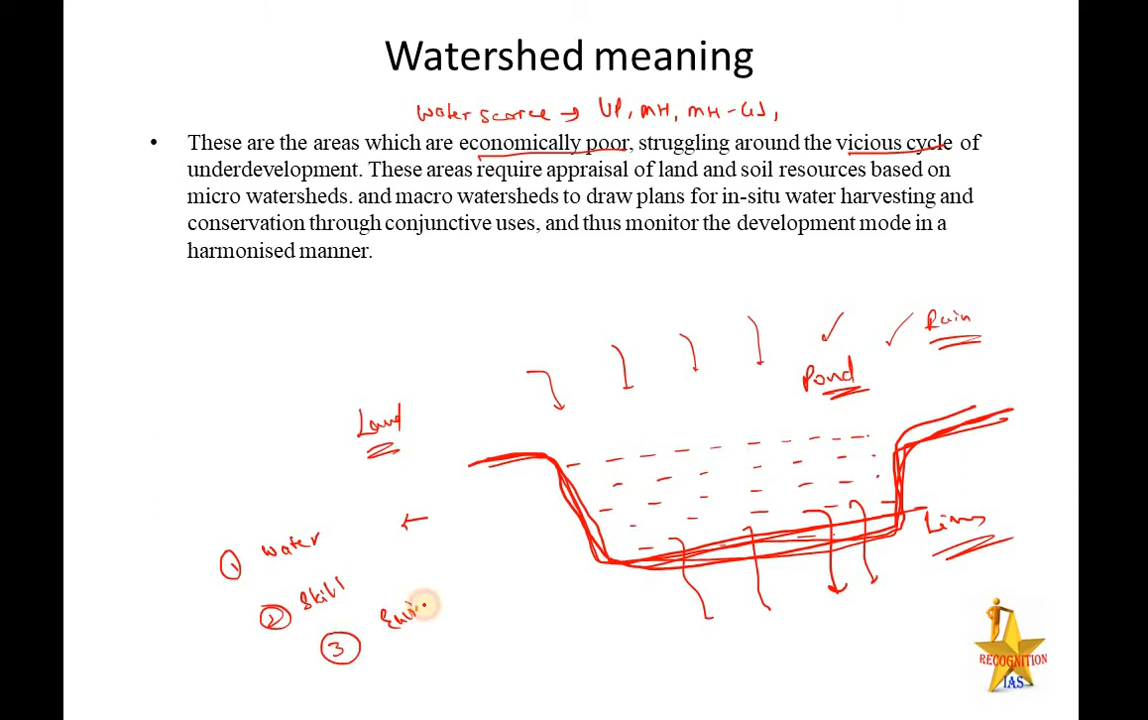 Watershed meaning
Water scarce → UP, MH, MH-GJ,
• These are the areas which are economically poor, struggling around the vicious cycle of
underdevelopment. These areas require appraisal of land and soil resources based on
micro watersheds. and macro watersheds to draw plans for in-situ water harvesting and
conservation through conjunctive uses, and thus monitor the development mode in a
harmonised manner.
Rain
Pond
Land
① Water
② Skill
③
RECOGNITION
IAS